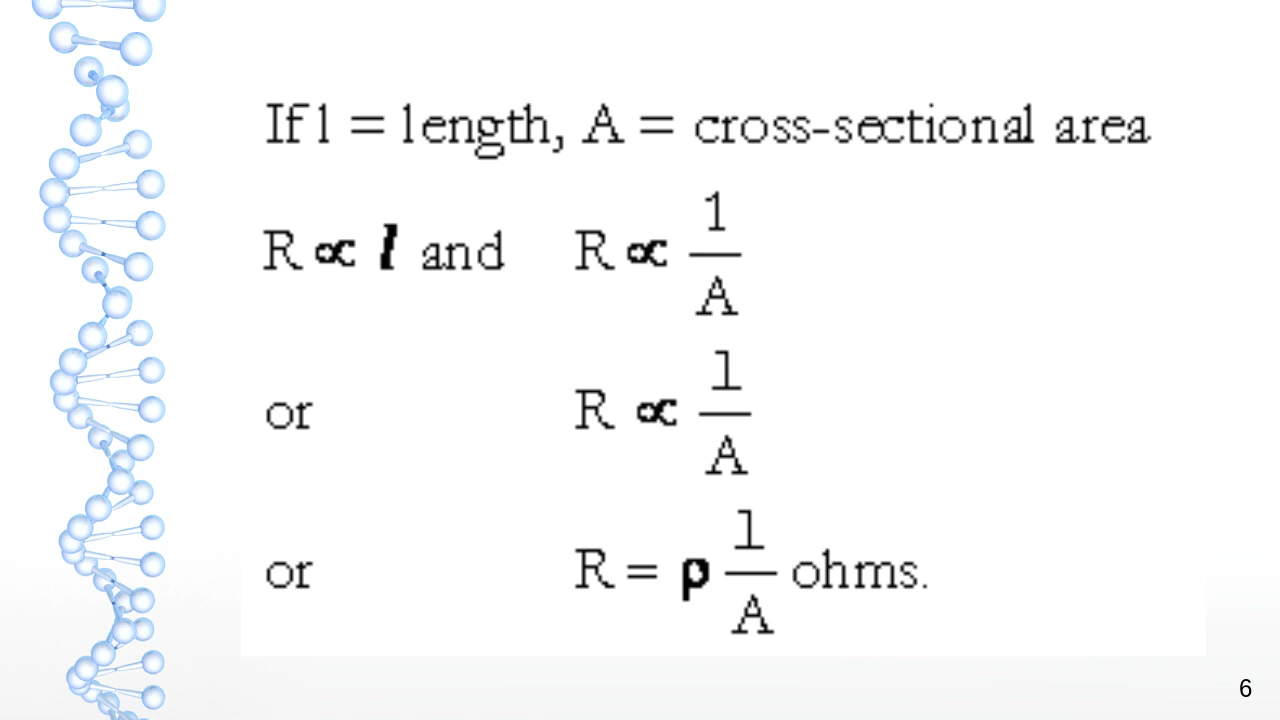 If l = length, A = cross-sectional area
R ∝ l and R ∝ 1/A
or R ∝ l/A
or R = ρ l/A ohms.
6